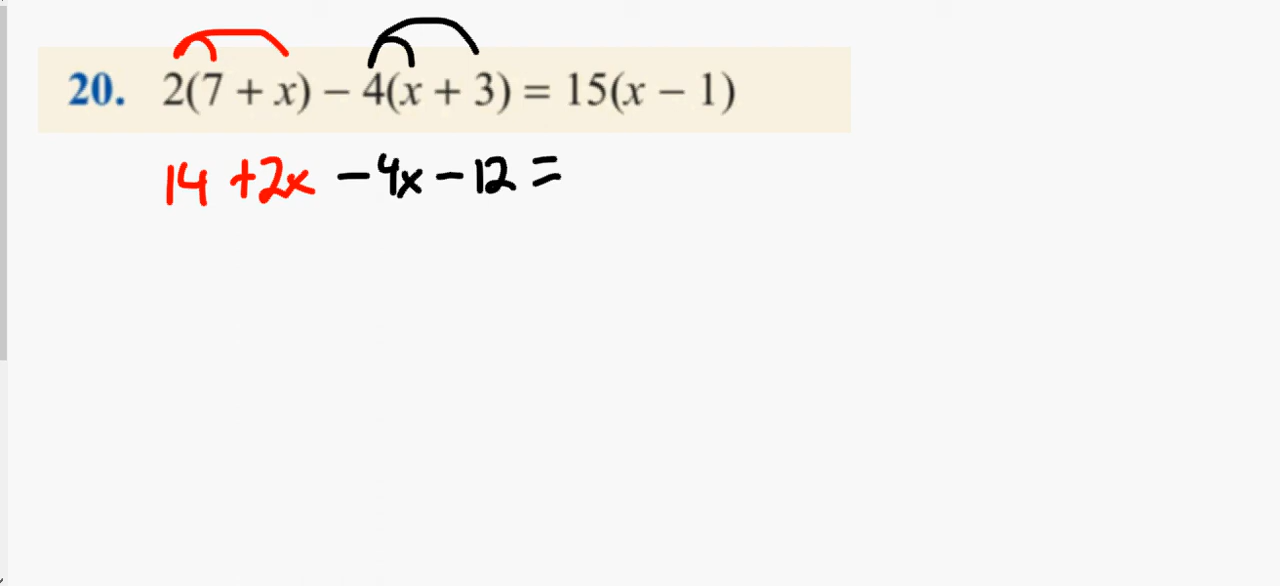 20. 2(7 + x) − 4(x + 3) = 15(x − 1)
14 +2x −4x −12 =